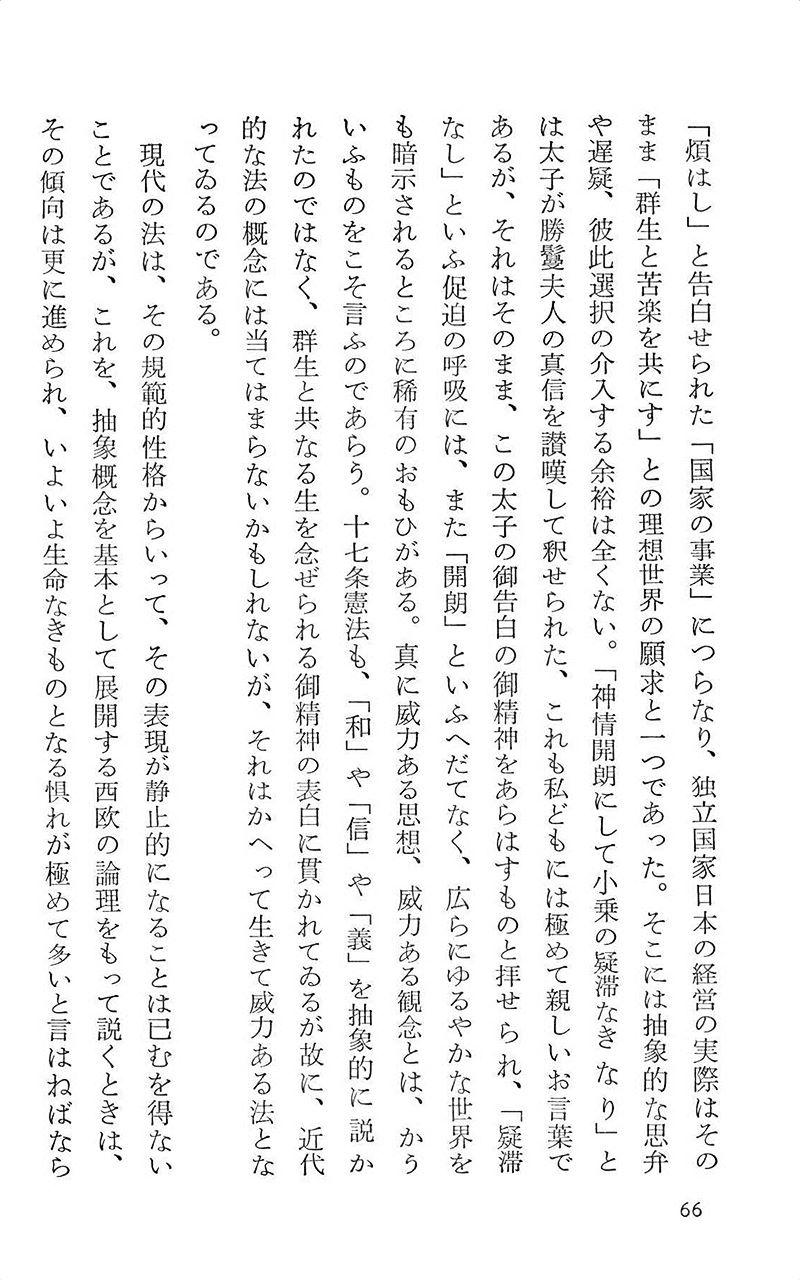 「煩はし」と告白せられた「国家の事業」につらなり、独立国家日本の経営の実際はその
まま「群生と苦楽を共にす」との理想世界の願求と一つであった。そこには抽象的な思弁
や遅疑、彼此選択の介入する余裕は全くない。「神情開朗にして小乗の疑滞なきなり」と
は太子が勝鬘夫人の真信を讃嘆して釈せられた、これも私どもには極めて親しいお言葉で
あるが、それはそのまま、この太子の御告白の御精神をあらはすものと拝せられ、「疑滞
なし」といふ促迫の呼吸には、また「開朗」といふへだてなく、広らにゆるやかな世界を
も暗示されるところに稀有のおもひがある。真に威力ある思想、威力ある観念とは、かう
いふものをこそ言ふのであらう。十七条憲法も、「和」や「信」や「義」を抽象的に説か
れたのではなく、群生と共なる生を念ぜられる御精神の表白に貫かれてゐるが故に、近代
的な法の概念には当てはまらないかもしれないが、それはかへって生きて威力ある法とな
ってゐるのである。
現代の法は、その規範的性格からいって、その表現が静止的になることは已むを得ない
ことであるが、これを、抽象概念を基本として展開する西欧の論理をもって説くときは、
その傾向は更に進められ、いよいよ生命なきものとなる惧れが極めて多いと言はねばなら
66